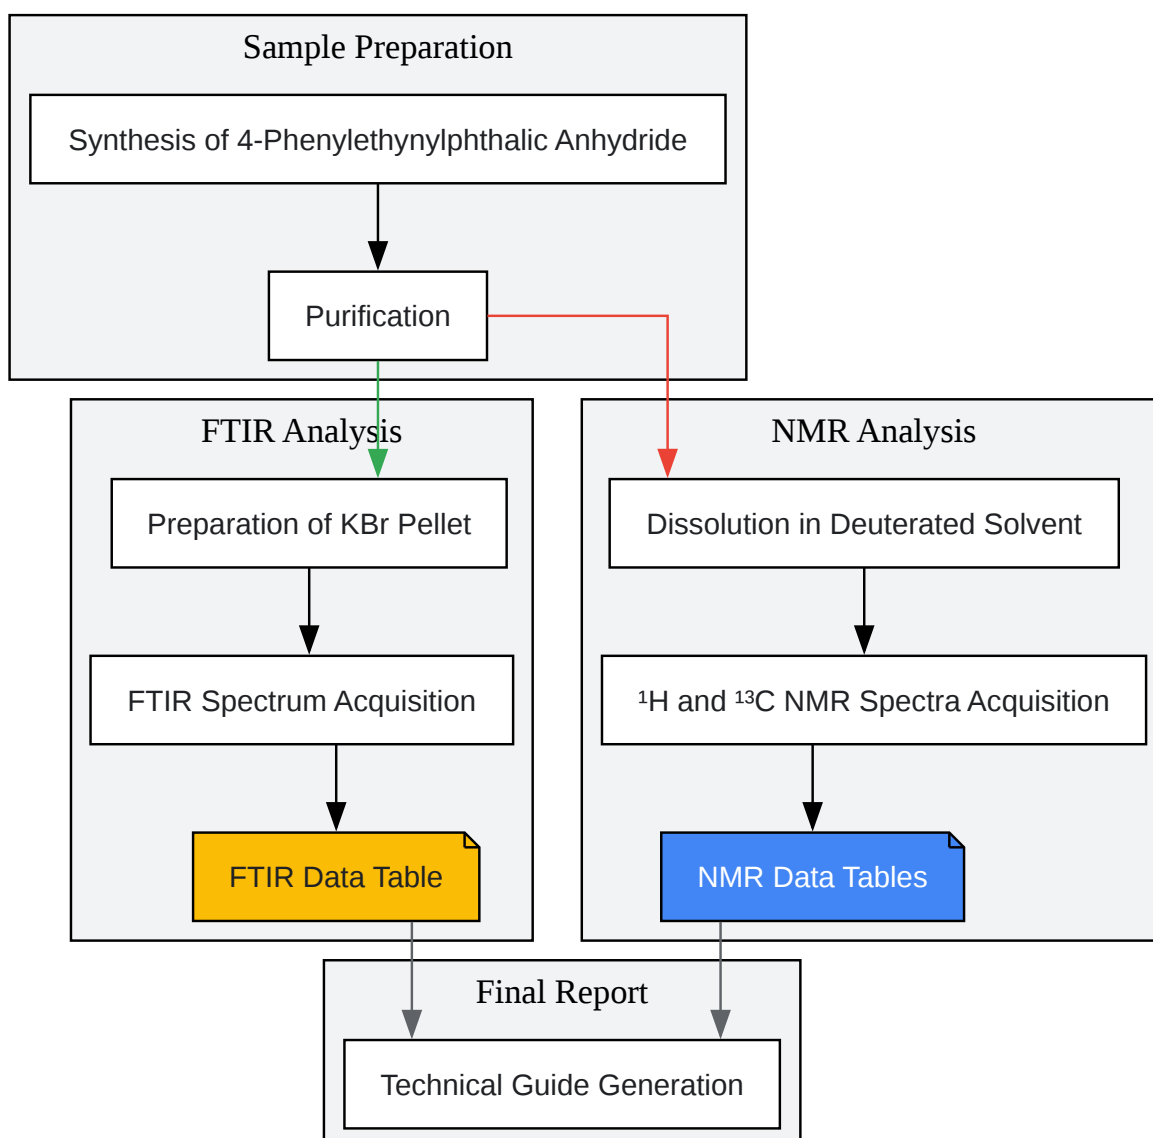 Sample Preparation
Synthesis of 4-Phenylethynylphthalic Anhydride
Purification
FTIR Analysis
Preparation of KBr Pellet
FTIR Spectrum Acquisition
FTIR Data Table
NMR Analysis
Dissolution in Deuterated Solvent
¹H and ¹³C NMR Spectra Acquisition
NMR Data Tables
Final Report
Technical Guide Generation